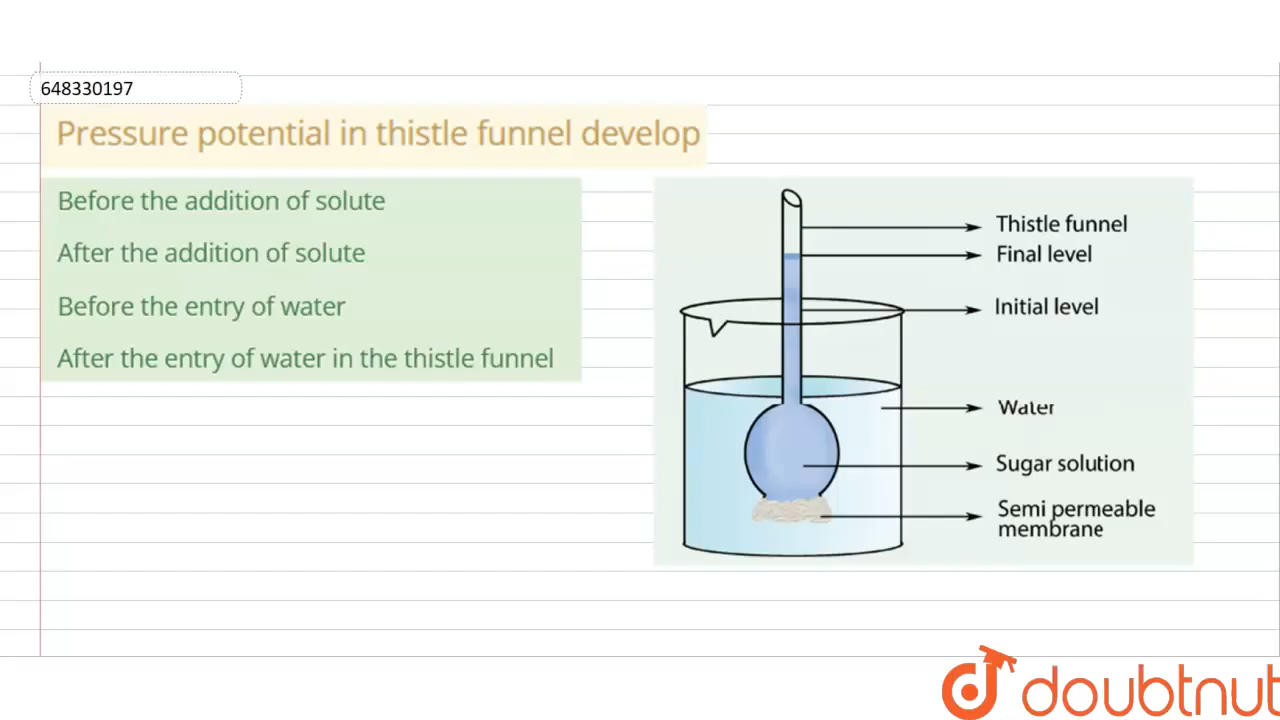 648330197
Pressure potential in thistle funnel develop
Before the addition of solute
After the addition of solute
Before the entry of water
After the entry of water in the thistle funnel
Thistle funnel
Final level
Initial level
Water
Sugar solution
Semi permeable
membrane
doubtnut